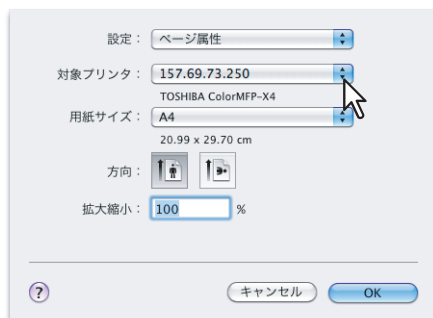 設定： ページ属性
対象プリンタ： 157.69.73.250
TOSHIBA ColorMFP-X4
用紙サイズ： A4
20.99 x 29.70 cm
方向：
拡大縮小： 100 %
? キャンセル OK